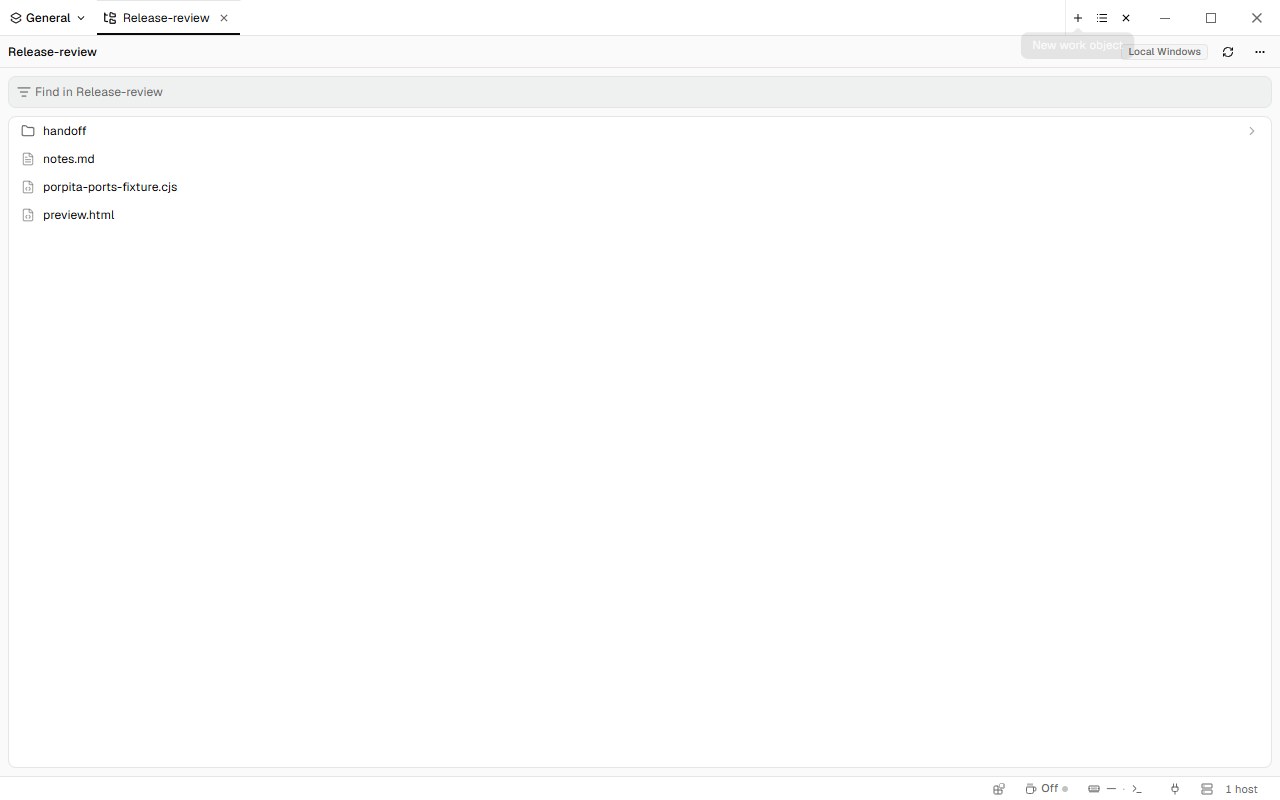 General
Release-review
Release-review
New work object
Local Windows
Find in Release-review
handoff
notes.md
porpita-ports-fixture.cjs
preview.html
Off
1 host